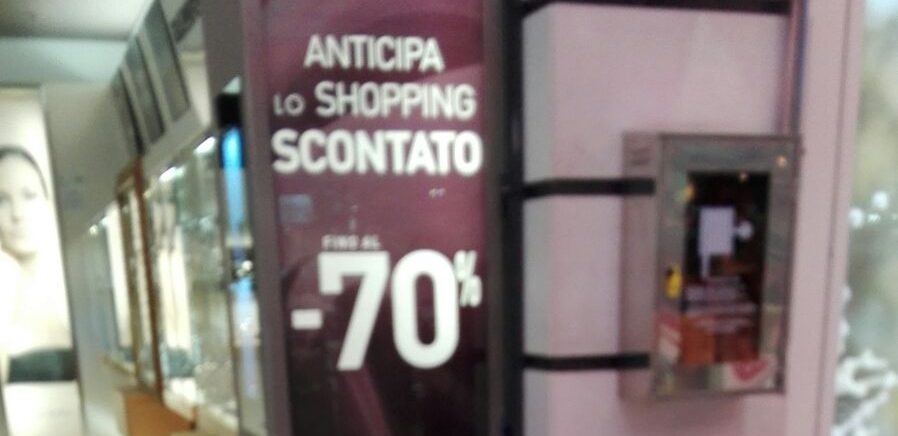 ANTICIPA
LO SHOPPING
SCONTATO
FINO AL
-70%